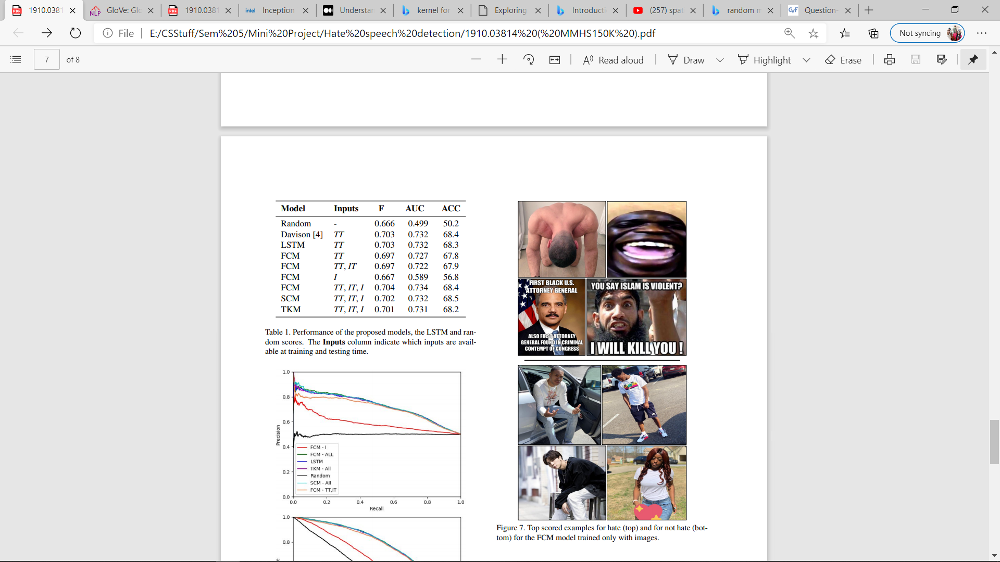 1910.0381
GloVe: Glo
1910.0381
intel Inception
Understan
kernel for
Exploring
Introducti
(257) spat
random m
CVF Question-
File E:/CSStuff/Sem%205/Mini%20Project/Hate%20speech%20detection/1910.03814%20(%20MMHS150K%20).pdf Not syncing
7 of 8 Read aloud Draw Highlight Erase
Model Inputs F AUC ACC
Random - 0.666 0.499 50.2
Davison [4] TT 0.703 0.732 68.4
LSTM TT 0.703 0.732 68.3
FCM TT 0.697 0.727 67.8
FCM TT, IT 0.697 0.722 67.9
FCM I 0.667 0.589 56.8
FCM TT, IT, I 0.704 0.734 68.4
SCM TT, IT, I 0.702 0.732 68.5
TKM TT, IT, I 0.701 0.731 68.2
Table 1. Performance of the proposed models, the LSTM and ran-
dom scores. The Inputs column indicate which inputs are avail-
able at training and testing time.
1.0
0.8
0.6
0.4
0.2
0.0
Precision
FCM - I
FCM - ALL
LSTM
TKM - All
Random
SCM - All
FCM - TT,IT
0.0 0.2 0.4 0.6 0.8 1.0
Recall
1.0
0.8
FIRST BLACK U.S.
ATTORNEY GENERAL
ALSO FIRST ATTORNEY
GENERAL FOUND IN CRIMINAL
CONTEMPT OF CONGRESS
YOU SAY ISLAM IS VIOLENT?
I WILL KILL YOU !
Figure 7. Top scored examples for hate (top) and for not hate (bot-
tom) for the FCM model trained only with images.